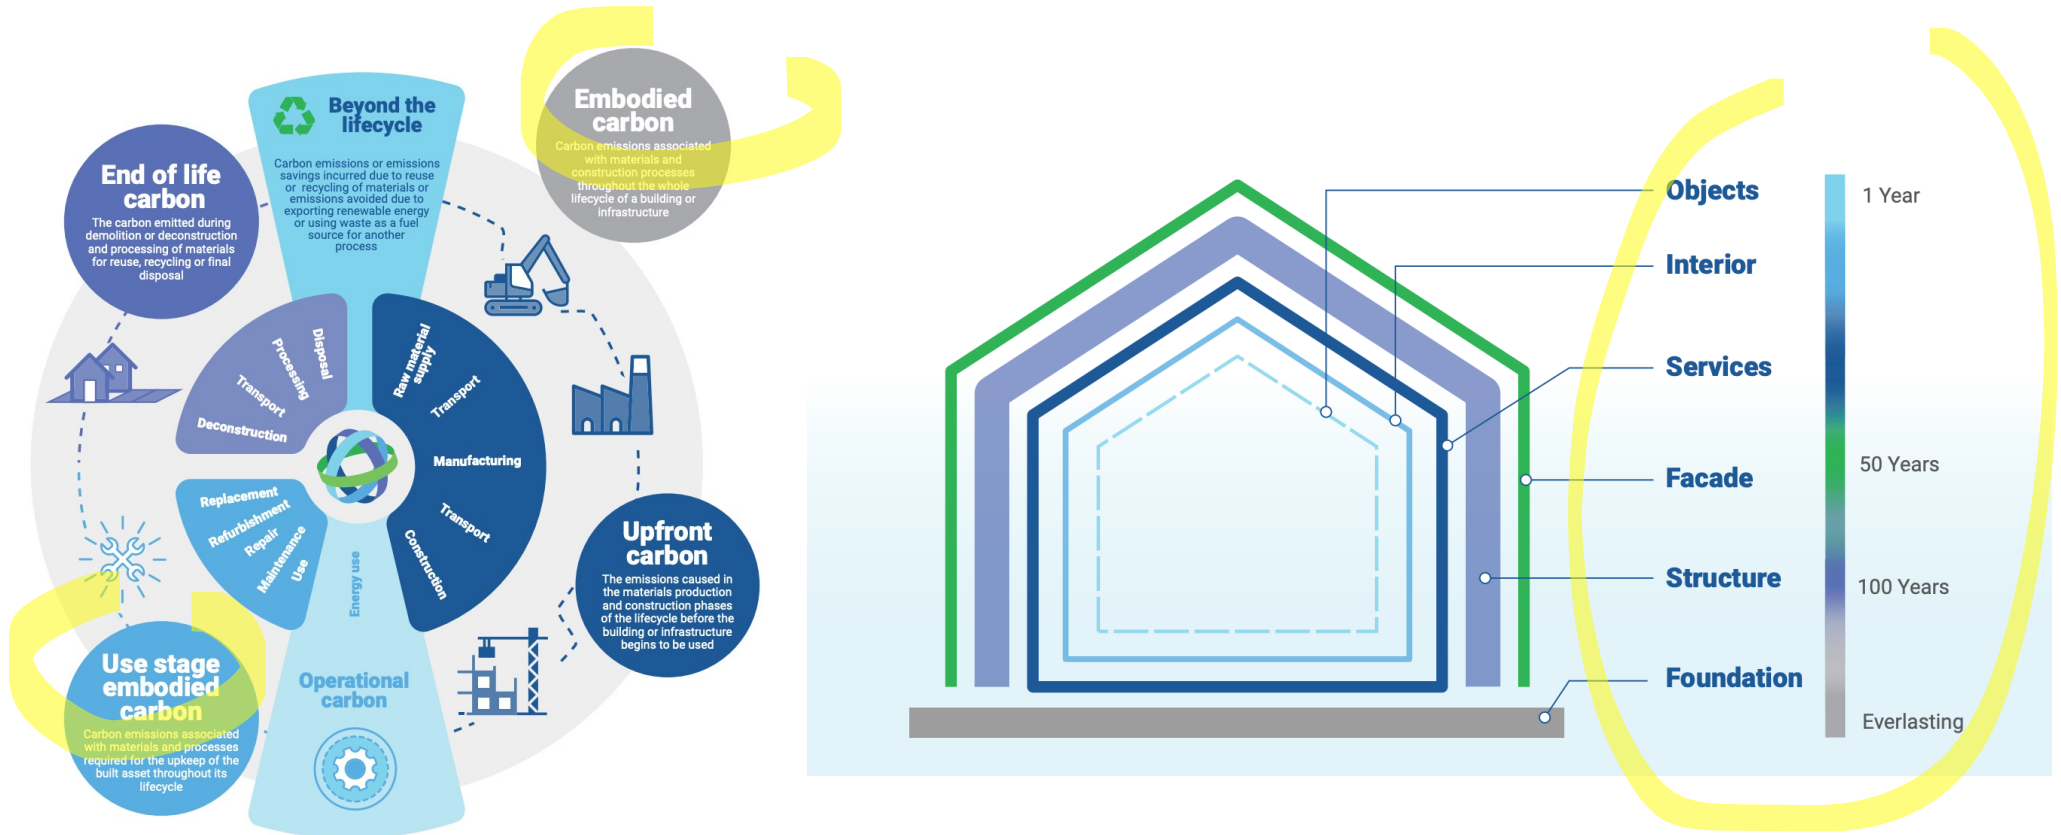 Beyond the
lifecycle
Carbon emissions or emissions
savings incurred due to reuse
or recycling of materials or
emissions avoided due to
exporting renewable energy
or using waste as a fuel
source for another
process
Embodied
carbon
Carbon emissions associated
with materials and
construction processes
throughout the whole
lifecycle of a building or
infrastructure
End of life
carbon
The carbon emitted during
demolition or deconstruction
and processing of materials
for reuse, recycling or final
disposal
Disposal
Processing
Transport
Deconstruction
Raw material
supply
Transport
Manufacturing
Transport
Construction
Replacement
Refurbishment
Repair
Maintenance
Use
Energy use
Upfront
carbon
The emissions caused in
the materials production
and construction phases
of the lifecycle before the
building or infrastructure
begins to be used
Use stage
embodied
carbon
Carbon emissions associated
with materials and processes
required for the upkeep of the
built asset throughout its
lifecycle
Operational
carbon
Objects
Interior
Services
Facade
Structure
Foundation
1 Year
50 Years
100 Years
Everlasting